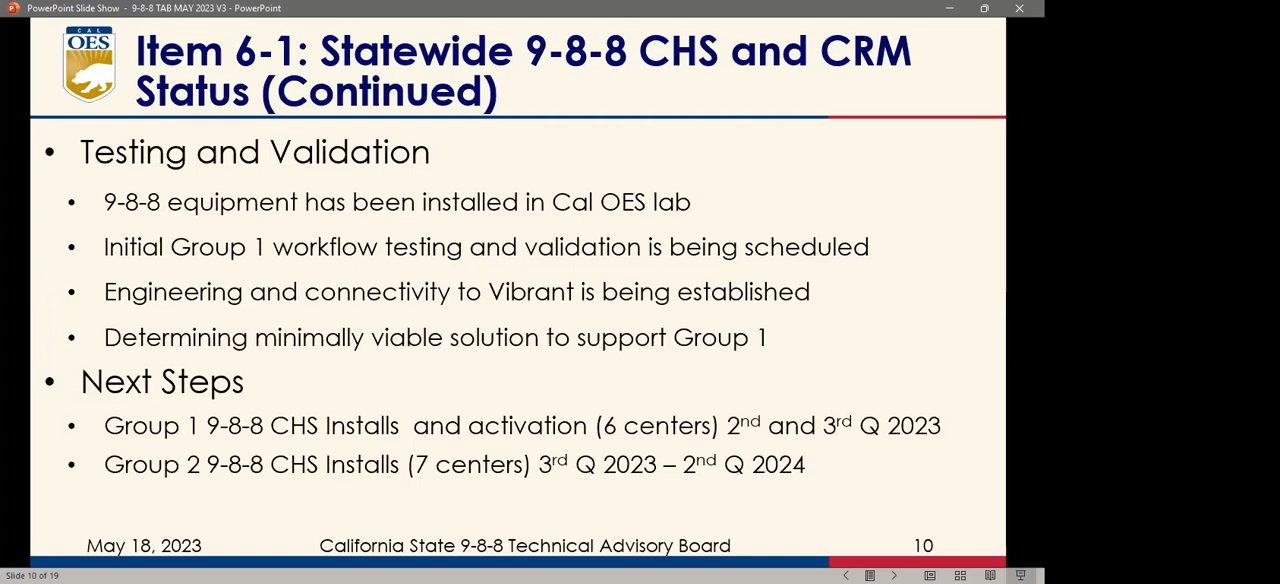 PowerPoint Slide Show - 9-8-8 TAB MAY 2023 V3 - PowerPoint
CAL
OES
Item 6-1: Statewide 9-8-8 CHS and CRM
Status (Continued)
• Testing and Validation
• 9-8-8 equipment has been installed in Cal OES lab
• Initial Group 1 workflow testing and validation is being scheduled
• Engineering and connectivity to Vibrant is being established
• Determining minimally viable solution to support Group 1
• Next Steps
• Group 1 9-8-8 CHS Installs and activation (6 centers) 2nd and 3rd Q 2023
• Group 2 9-8-8 CHS Installs (7 centers) 3rd Q 2023 – 2nd Q 2024
May 18, 2023 California State 9-8-8 Technical Advisory Board 10
Slide 10 of 19